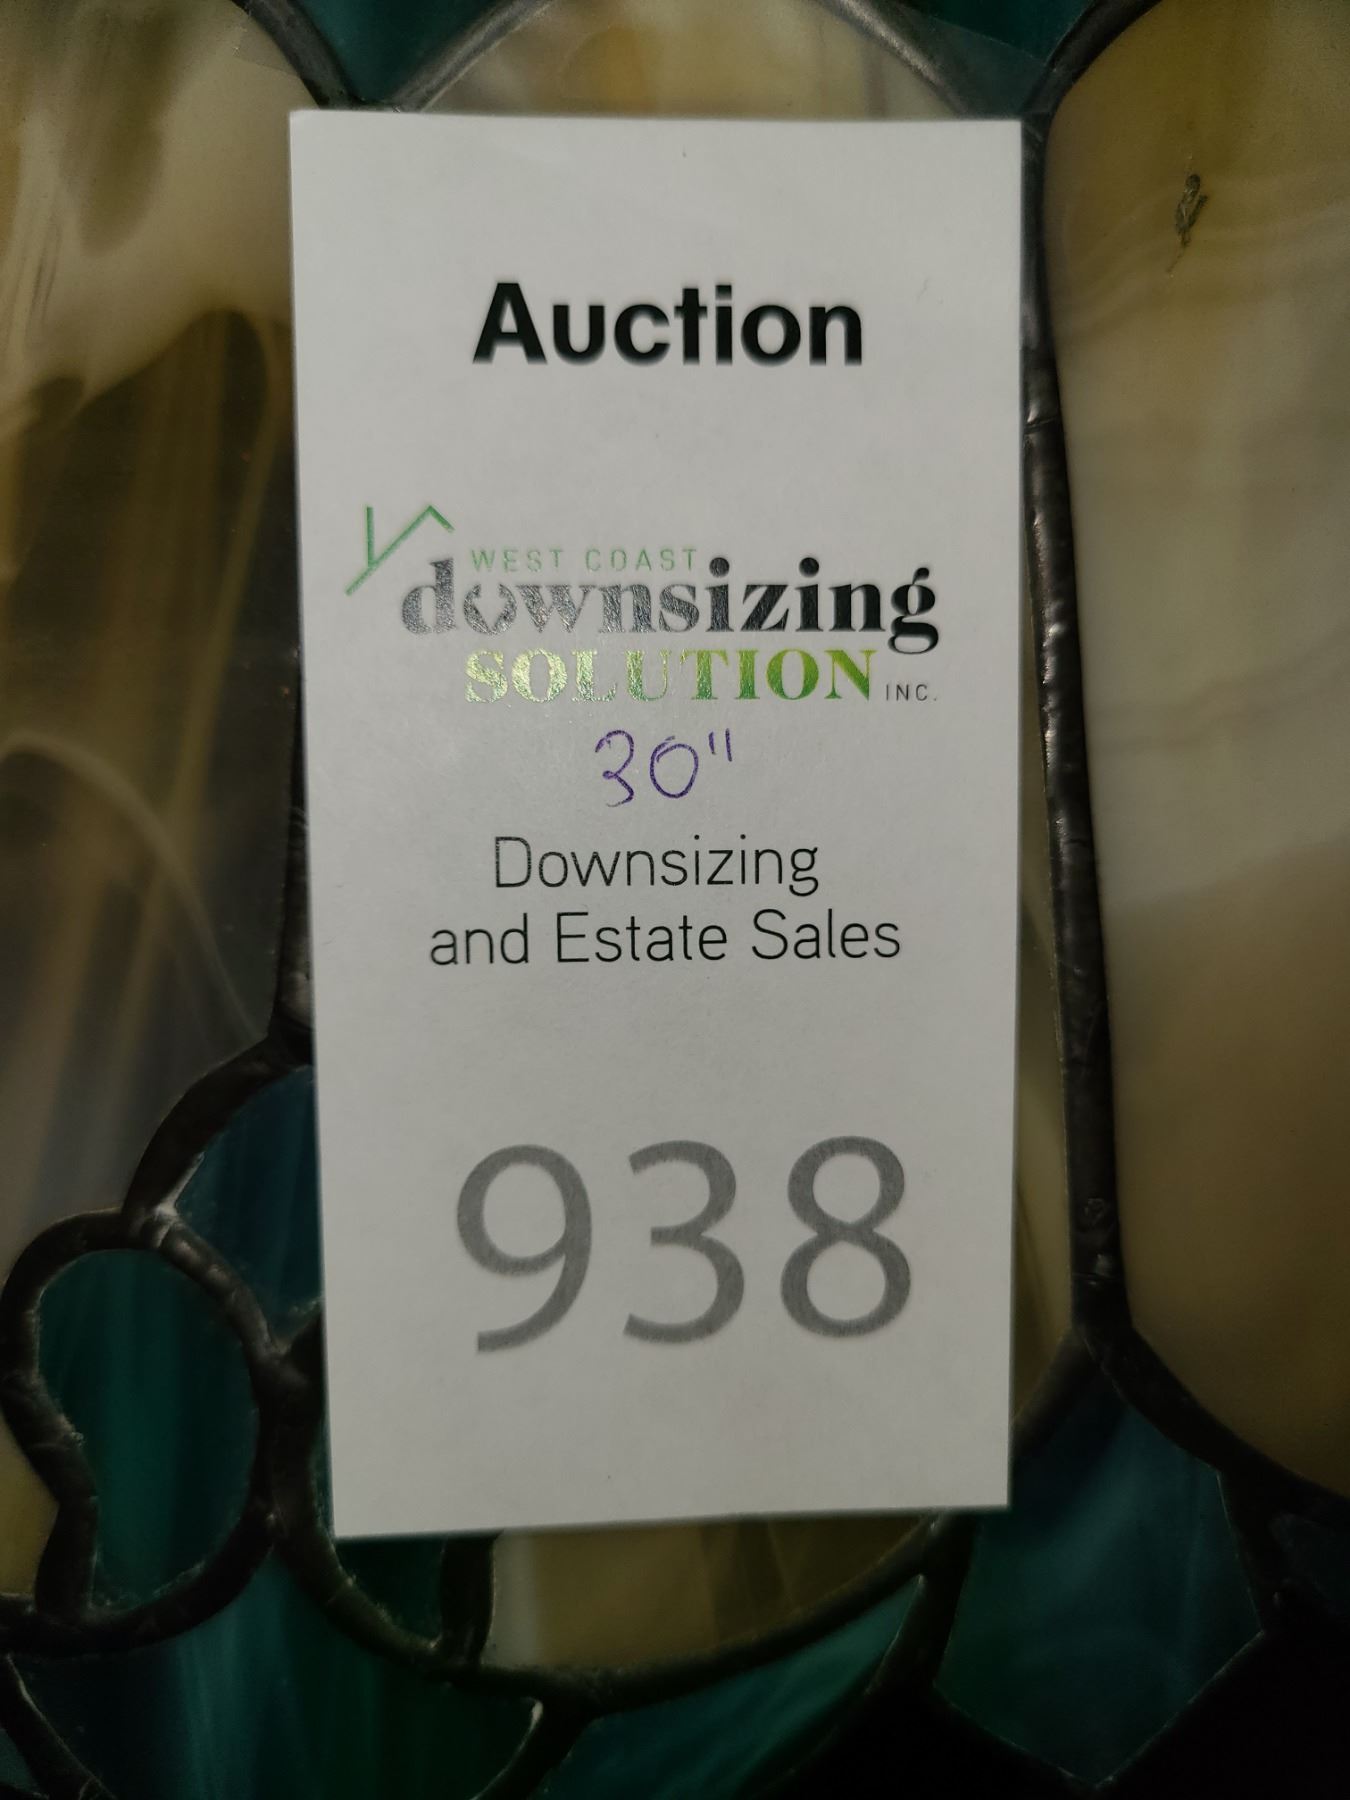 Auction
WEST COAST
downsizing
SOLUTION INC.
30"
Downsizing
and Estate Sales
938